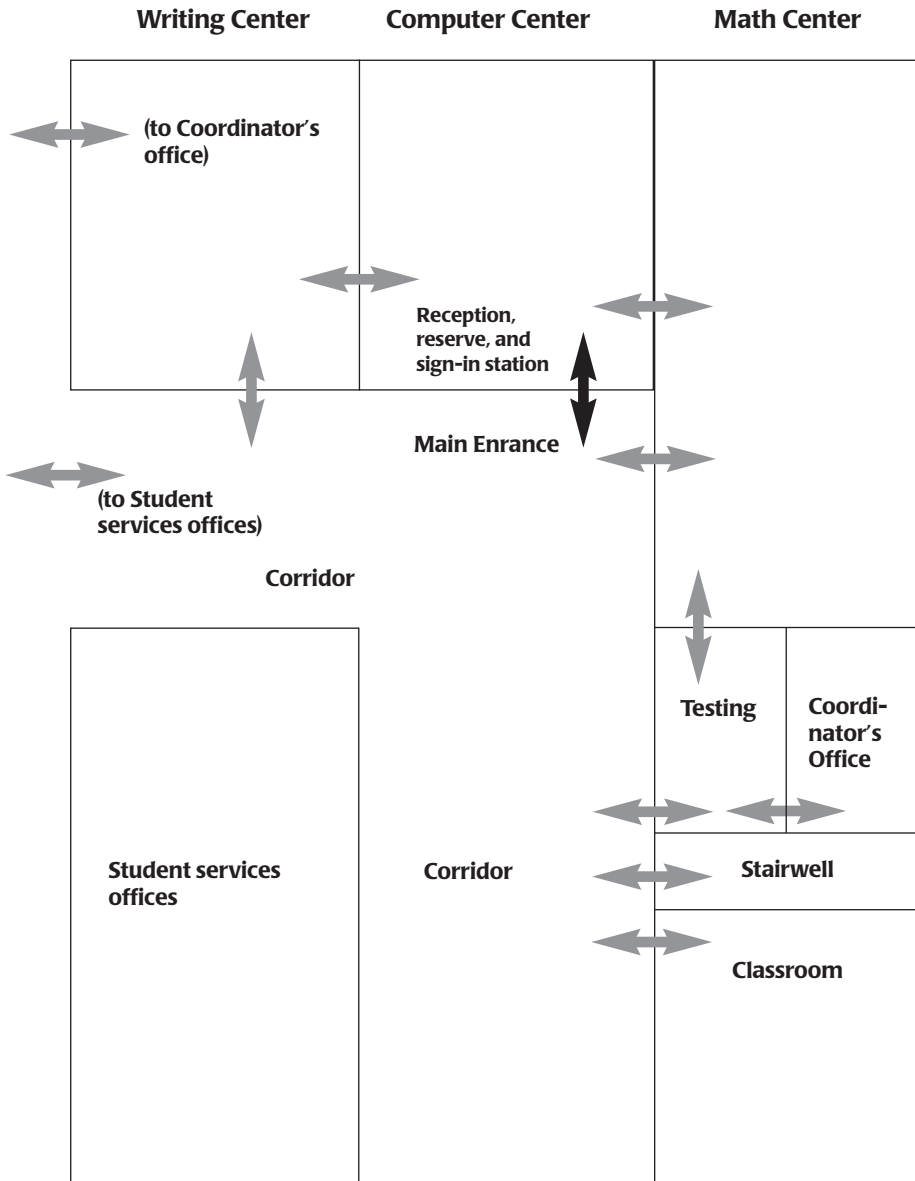 Writing Center
Computer Center
Math Center
(to Coordinator's
office)
Reception,
reserve, and
sign-in station
Main Enrance
(to Student
services offices)
Corridor
Testing
Coordi-
nator's
Office
Student services
offices
Corridor
Stairwell
Classroom